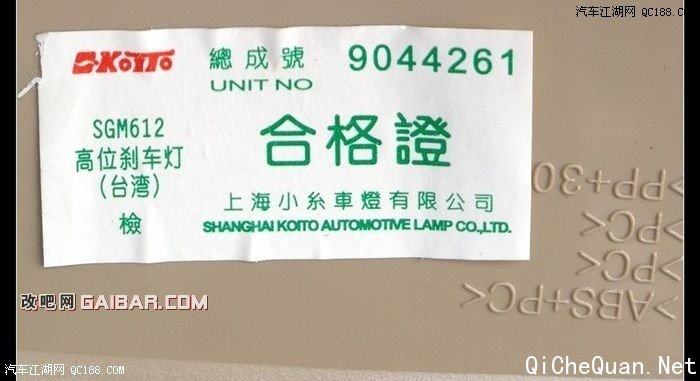 汽车江湖网 QC188.COM
KOITO 總成號 9044261
UNIT NO
SGM612
高位刹车灯
(台湾)
檢
合格證
上海小糸車燈有限公司
SHANGHAI KOITO AUTOMOTIVE LAMP CO.,LTD.
>PP+30
>PC<
>PC<
>ABS+PC<
改吧网 GAIBAR.COM
汽车江湖网 QC188.COM
QiCheQuan.Net